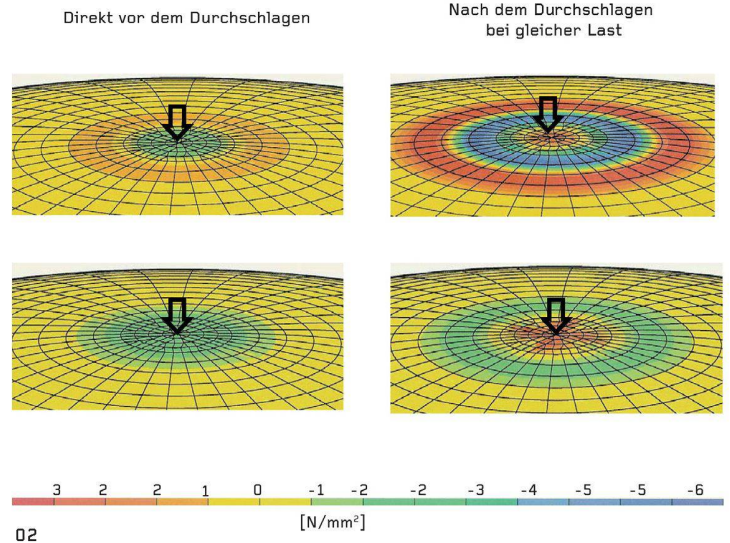 Direkt vor dem Durchschlagen
Nach dem Durchschlagen
bei gleicher Last
3 2 2 1 0 -1 -2 -2 -3 -4 -5 -5 -6
[N/mm²]
02